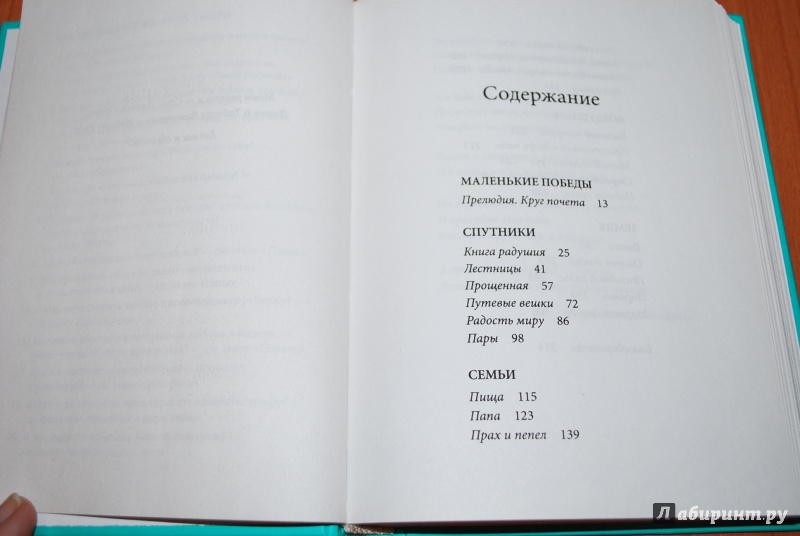 Содержание
МАЛЕНЬКИЕ ПОБЕДЫ
Прелюдия. Круг почета 13
СПУТНИКИ
Книга радушия 25
Лестницы 41
Прощенная 57
Путевые вешки 72
Радость миру 86
Пары 98
СЕМЬИ
Пища 115
Папа 123
Прах и пепел 139
Лабиринт.ру